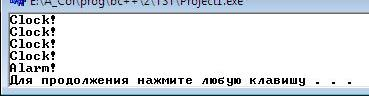 E:\A_Cor\prog\bc++\2\TST\Project1.exe
Clock!
Clock!
Clock!
Clock!
Alarm!
Для продолжения нажмите любую клавишу . . .